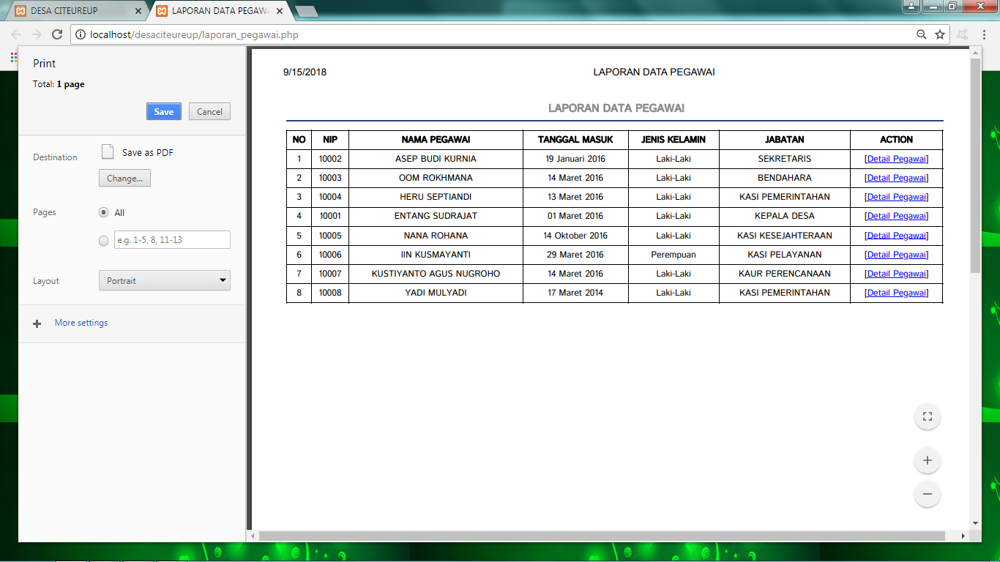 DESA CITEUREUP
LAPORAN DATA PEGAWA
localhost/desaciteureup/laporan_pegawai.php
Print
Total: 1 page
Save Cancel
Destination Save as PDF
Change...
Pages All
e.g. 1-5, 8, 11-13
Layout Portrait
More settings
9/15/2018 LAPORAN DATA PEGAWAI
LAPORAN DATA PEGAWAI
NO NIP NAMA PEGAWAI TANGGAL MASUK JENIS KELAMIN JABATAN ACTION
1 10002 ASEP BUDI KURNIA 19 Januari 2016 Laki-Laki SEKRETARIS [Detail Pegawai]
2 10003 OOM ROKHMANA 14 Maret 2016 Laki-Laki BENDAHARA [Detail Pegawai]
3 10004 HERU SEPTIANDI 13 Maret 2016 Laki-Laki KASI PEMERINTAHAN [Detail Pegawai]
4 10001 ENTANG SUDRAJAT 01 Maret 2016 Laki-Laki KEPALA DESA [Detail Pegawai]
5 10005 NANA ROHANA 14 Oktober 2016 Laki-Laki KASI KESEJAHTERAAN [Detail Pegawai]
6 10006 IIN KUSMAYANTI 29 Maret 2016 Perempuan KASI PELAYANAN [Detail Pegawai]
7 10007 KUSTIYANTO AGUS NUGROHO 14 Maret 2016 Laki-Laki KAUR PERENCANAAN [Detail Pegawai]
8 10008 YADI MULYADI 17 Maret 2014 Laki-Laki KASI PEMERINTAHAN [Detail Pegawai]